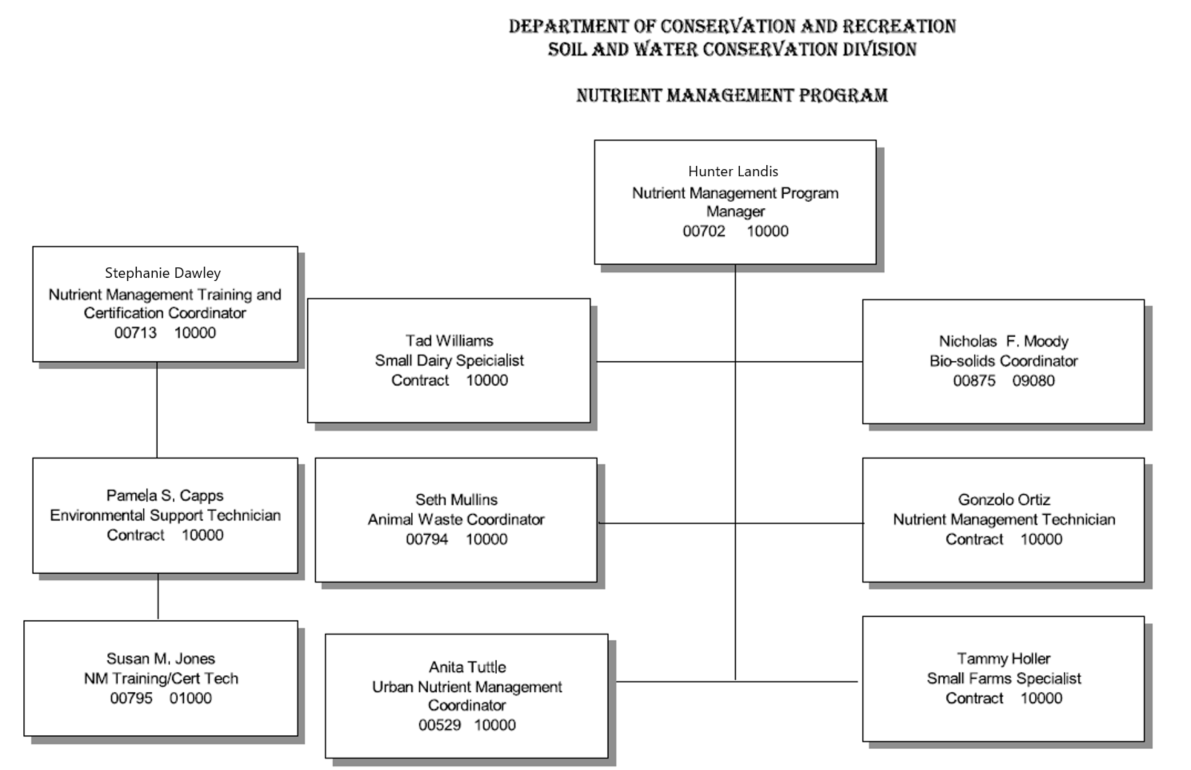 DEPARTMENT OF CONSERVATION AND RECREATION
SOIL AND WATER CONSERVATION DIVISION
NUTRIENT MANAGEMENT PROGRAM
Hunter Landis
Nutrient Management Program
Manager
00702 10000
Stephanie Dawley
Nutrient Management Training and
Certification Coordinator
00713 10000
Tad Williams
Small Dairy Speicialist
Contract 10000
Nicholas F. Moody
Bio-solids Coordinator
00875 09080
Pamela S, Capps
Environmental Support Technician
Contract 10000
Seth Mullins
Animal Waste Coordinator
00794 10000
Gonzolo Ortiz
Nutrient Management Technician
Contract 10000
Susan M, Jones
NM Training/Cert Tech
00795 01000
Anita Tuttle
Urban Nutrient Management
Coordinator
00529 10000
Tammy Holler
Small Farms Specialist
Contract 10000